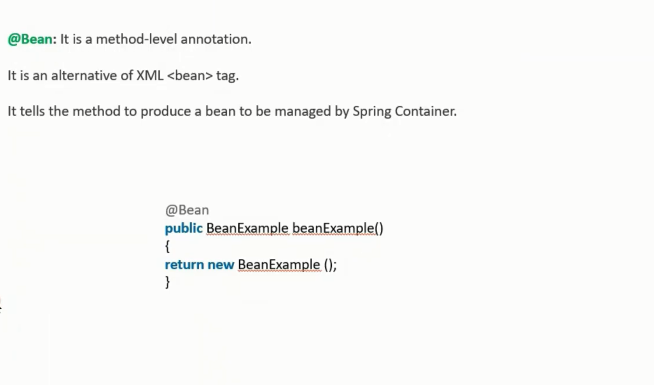 @Bean: It is a method-level annotation.
It is an alternative of XML <bean> tag.
It tells the method to produce a bean to be managed by Spring Container.
@Bean
public BeanExample beanExample()
{
return new BeanExample ();
}